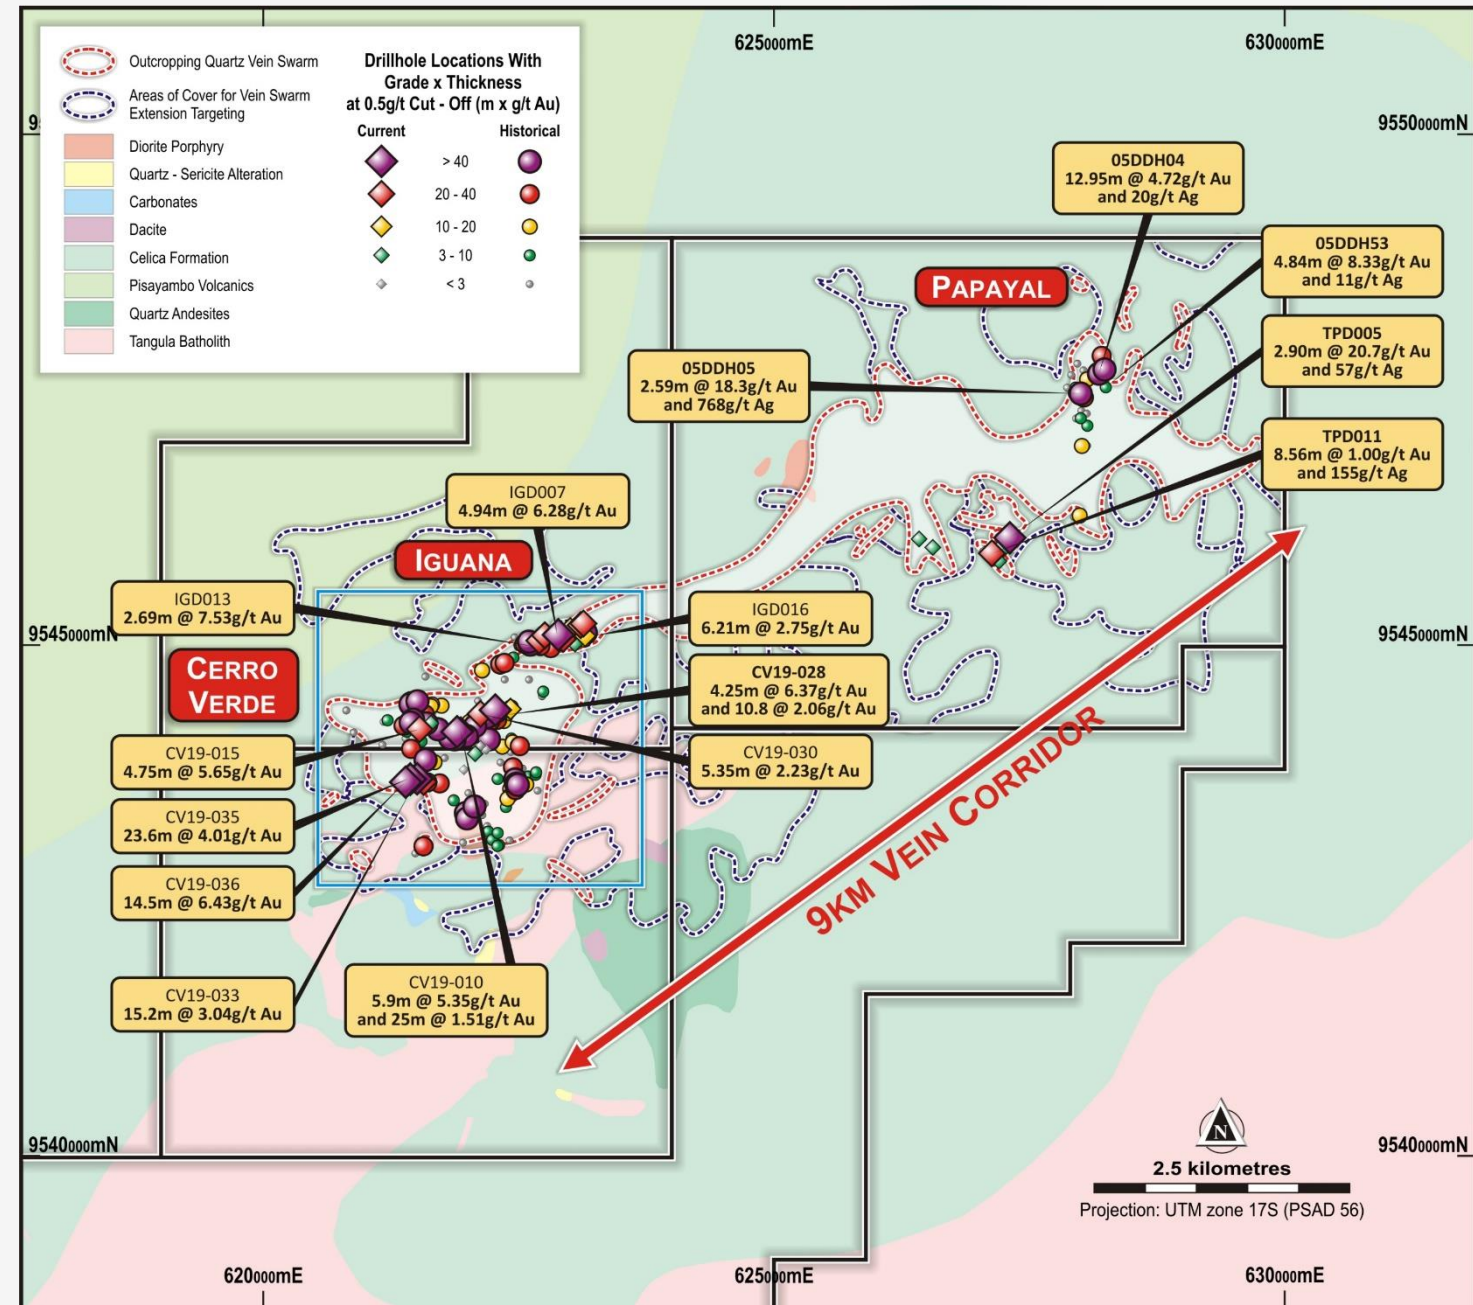 625000mE
630000mE
Outcropping Quartz Vein Swarm
Areas of Cover for Vein Swarm
Extension Targeting
Diorite Porphyry
Quartz - Sericite Alteration
Carbonates
Dacite
Celica Formation
Pisayambo Volcanics
Quartz Andesites
Tangula Batholith
Drillhole Locations With
Grade x Thickness
at 0.5g/t Cut - Off (m x g/t Au)
Current
Historical
> 40
20 - 40
10 - 20
3 - 10
< 3
9550000mN
05DDH04
12.95m @ 4.72g/t Au
and 20g/t Ag
05DDH53
4.84m @ 8.33g/t Au
and 11g/t Ag
PAPAYAL
TPD005
2.90m @ 20.7g/t Au
and 57g/t Ag
05DDH05
2.59m @ 18.3g/t Au
and 768g/t Ag
TPD011
8.56m @ 1.00g/t Au
and 155g/t Ag
IGD007
4.94m @ 6.28g/t Au
IGUANA
IGD013
2.69m @ 7.53g/t Au
IGD016
6.21m @ 2.75g/t Au
9545000mN
9545000mN
CERRO
VERDE
CV19-028
4.25m @ 6.37g/t Au
and 10.8 @ 2.06g/t Au
CV19-015
4.75m @ 5.65g/t Au
CV19-030
5.35m @ 2.23g/t Au
CV19-035
23.6m @ 4.01g/t Au
CV19-036
14.5m @ 6.43g/t Au
9KM VEIN CORRIDOR
CV19-033
15.2m @ 3.04g/t Au
CV19-010
5.9m @ 5.35g/t Au
and 25m @ 1.51g/t Au
9540000mN
9540000mN
N
2.5 kilometres
Projection: UTM zone 17S (PSAD 56)
620000mE
625000mE
630000mE